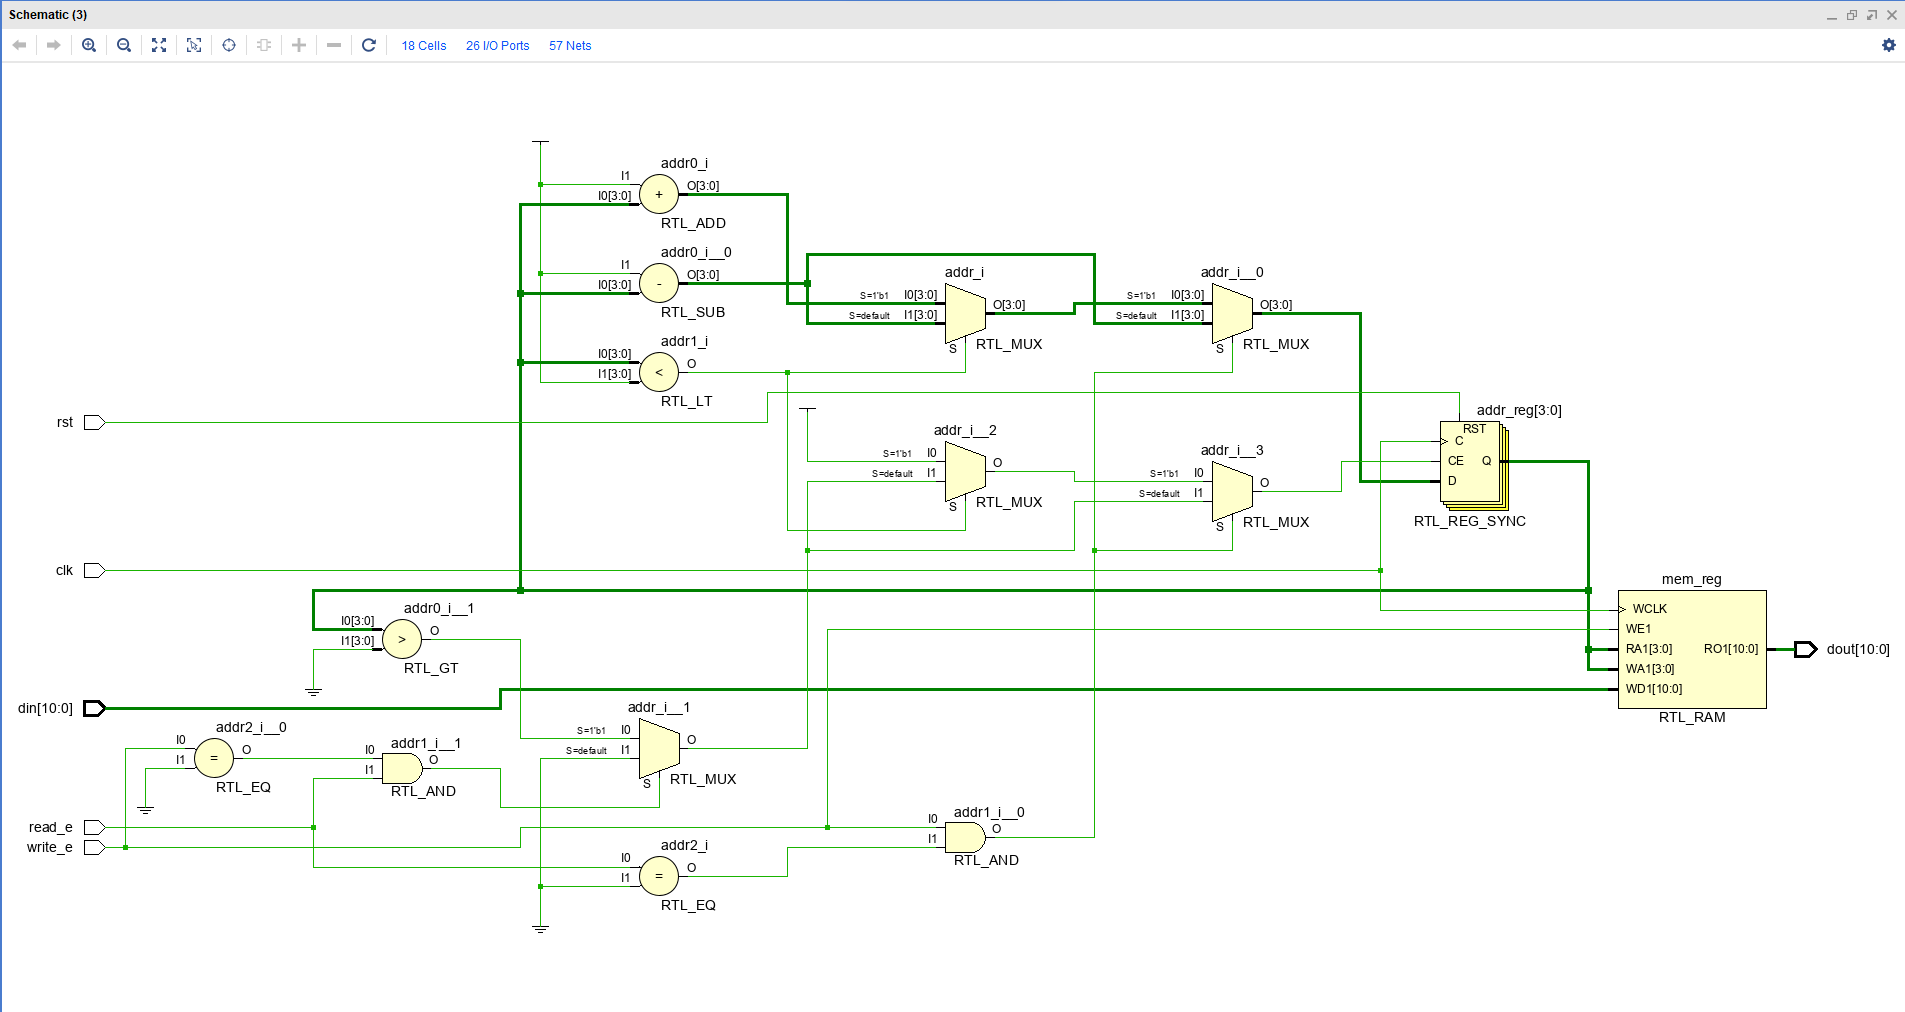 Schematic (3)
18 Cells 26 I/O Ports 57 Nets
addr0_i
I1
I0[3:0]
+
O[3:0]
RTL_ADD
addr0_i__0
I1
I0[3:0]
-
O[3:0]
RTL_SUB
addr1_i
I0[3:0]
I1[3:0]
<
O
RTL_LT
addr_i
S=1'b1 I0[3:0]
S=default I1[3:0]
O[3:0]
S
RTL_MUX
addr_i__0
S=1'b1 I0[3:0]
S=default I1[3:0]
O[3:0]
S
RTL_MUX
rst
addr_i__2
S=1'b1 I0
S=default I1
O
S
RTL_MUX
addr_i__3
S=1'b1 I0
S=default I1
O
S
RTL_MUX
addr_reg[3:0]
RST
C
CE Q
D
RTL_REG_SYNC
clk
addr0_i__1
I0[3:0]
I1[3:0]
>
O
RTL_GT
mem_reg
WCLK
WE1
RA1[3:0] RO1[10:0]
WA1[3:0]
WD1[10:0]
RTL_RAM
dout[10:0]
din[10:0]
addr2_i__0
I0
I1
=
O
RTL_EQ
addr1_i__1
I0
I1
O
RTL_AND
addr_i__1
S=1'b1 I0
S=default I1
O
S
RTL_MUX
read_e
write_e
addr2_i
I0
I1
=
O
RTL_EQ
addr1_i__0
I0
I1
O
RTL_AND